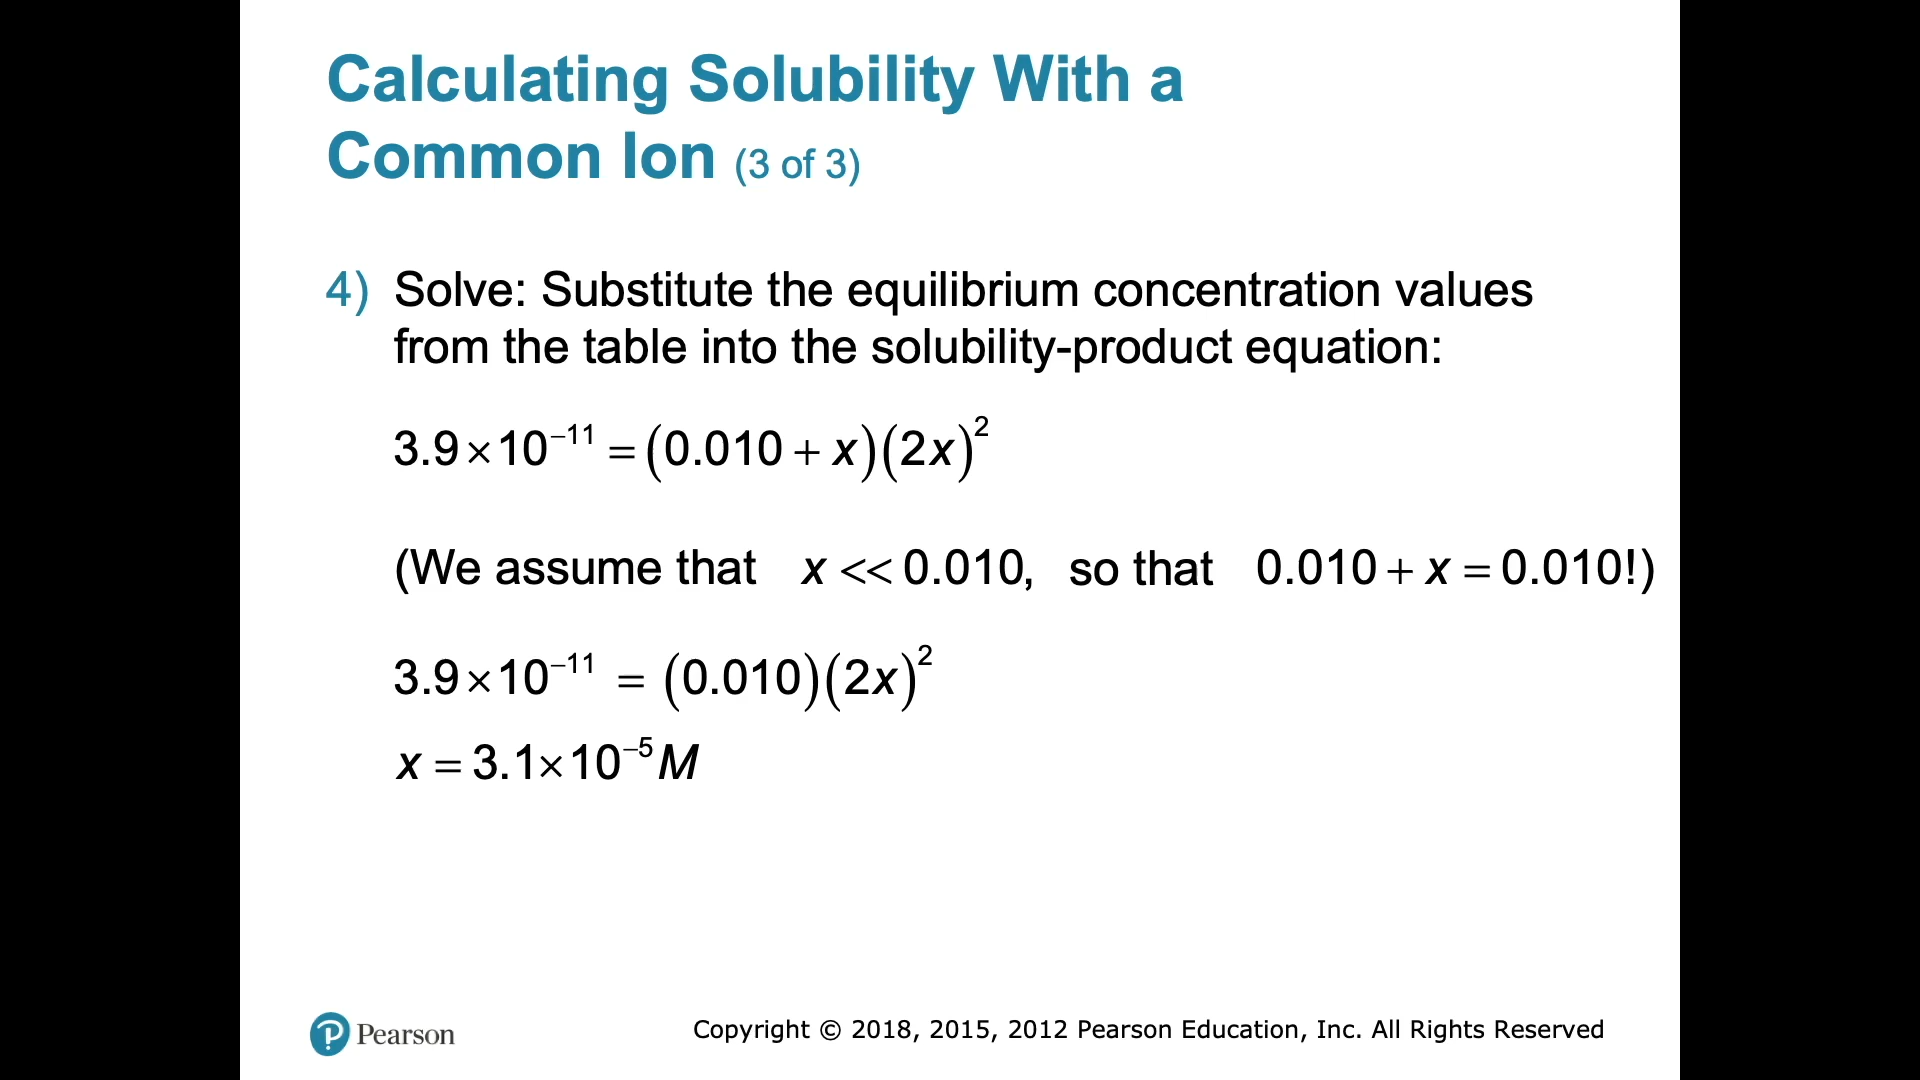 Calculating Solubility With a
Common Ion (3 of 3)
4) Solve: Substitute the equilibrium concentration values
from the table into the solubility-product equation:
3.9×10⁻¹¹ = (0.010 + x)(2x)²
(We assume that x << 0.010, so that 0.010 + x = 0.010!)
3.9×10⁻¹¹ = (0.010)(2x)²
x = 3.1×10⁻⁵ M
Pearson
Copyright © 2018, 2015, 2012 Pearson Education, Inc. All Rights Reserved